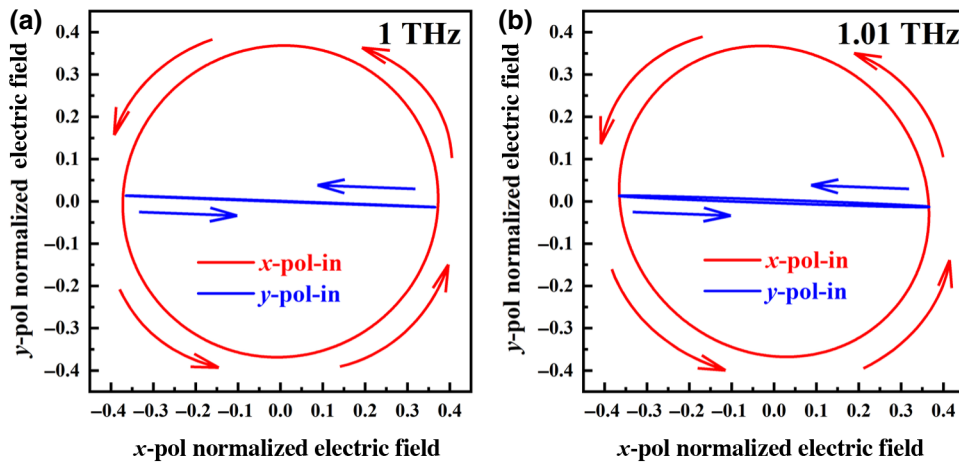 (a)
1 THz
y-pol normalized electric field
0.4
0.3
0.2
0.1
0.0
−0.1
−0.2
−0.3
−0.4
x-pol-in
y-pol-in
−0.4 −0.3 −0.2 −0.1 0.0 0.1 0.2 0.3 0.4
x-pol normalized electric field
(b)
1.01 THz
y-pol normalized electric field
0.4
0.3
0.2
0.1
0.0
−0.1
−0.2
−0.3
−0.4
x-pol-in
y-pol-in
−0.4 −0.3 −0.2 −0.1 0.0 0.1 0.2 0.3 0.4
x-pol normalized electric field